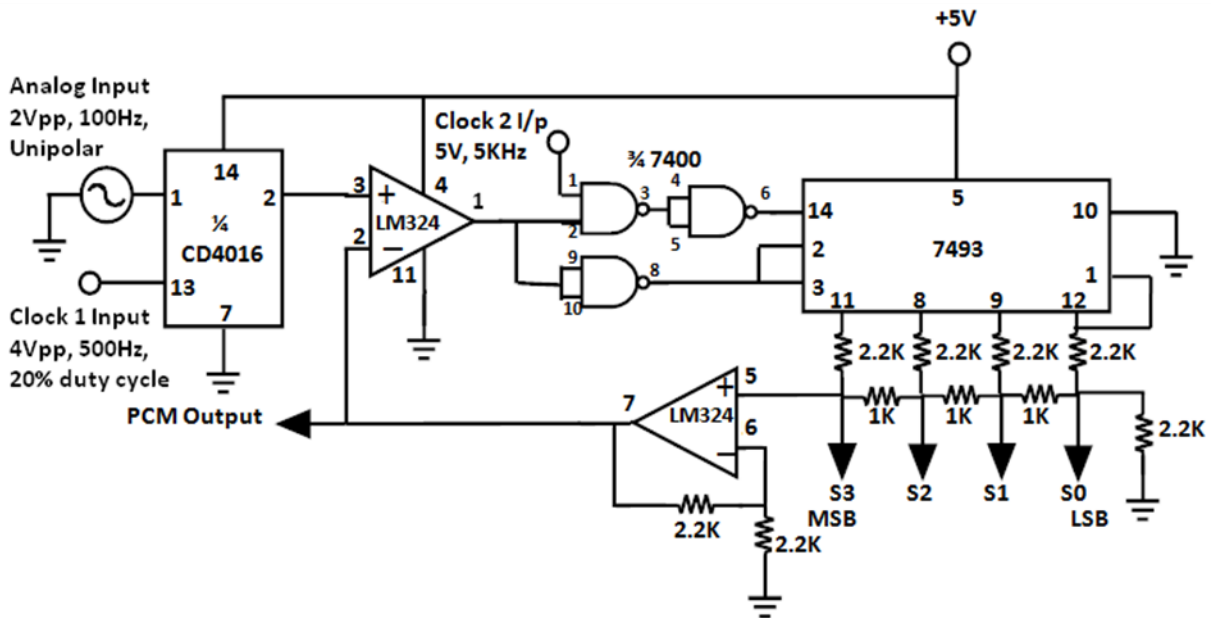 +5V
Analog Input
2Vpp, 100Hz,
Unipolar
Clock 2 I/p
5V, 5KHz
¾ 7400
14
1
2
¼
CD4016
13
7
3
+
4
1
LM324
2
−
11
1
2
3
4
5
6
9
10
8
14
5
10
2
7493
3
1
11
8
9
12
Clock 1 Input
4Vpp, 500Hz,
20% duty cycle
2.2K
2.2K
2.2K
2.2K
1K
1K
1K
2.2K
PCM Output
7
LM324
+
5
6
−
2.2K
2.2K
S3
MSB
S2
S1
S0
LSB